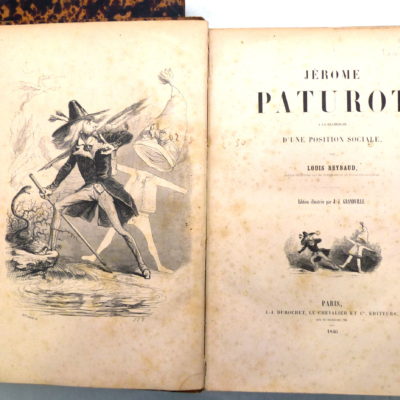 JEROME
PATUROT
A LA RECHERCHE
D'UNE POSITION SOCIALE,
PAR
LOUIS REYBAUD,
Édition illustrée par J.-J. GRANDVILLE.
PARIS,
J.-J. DUBOCHET, LE CHEVALIER ET Cie, ÉDITEURS,
1846